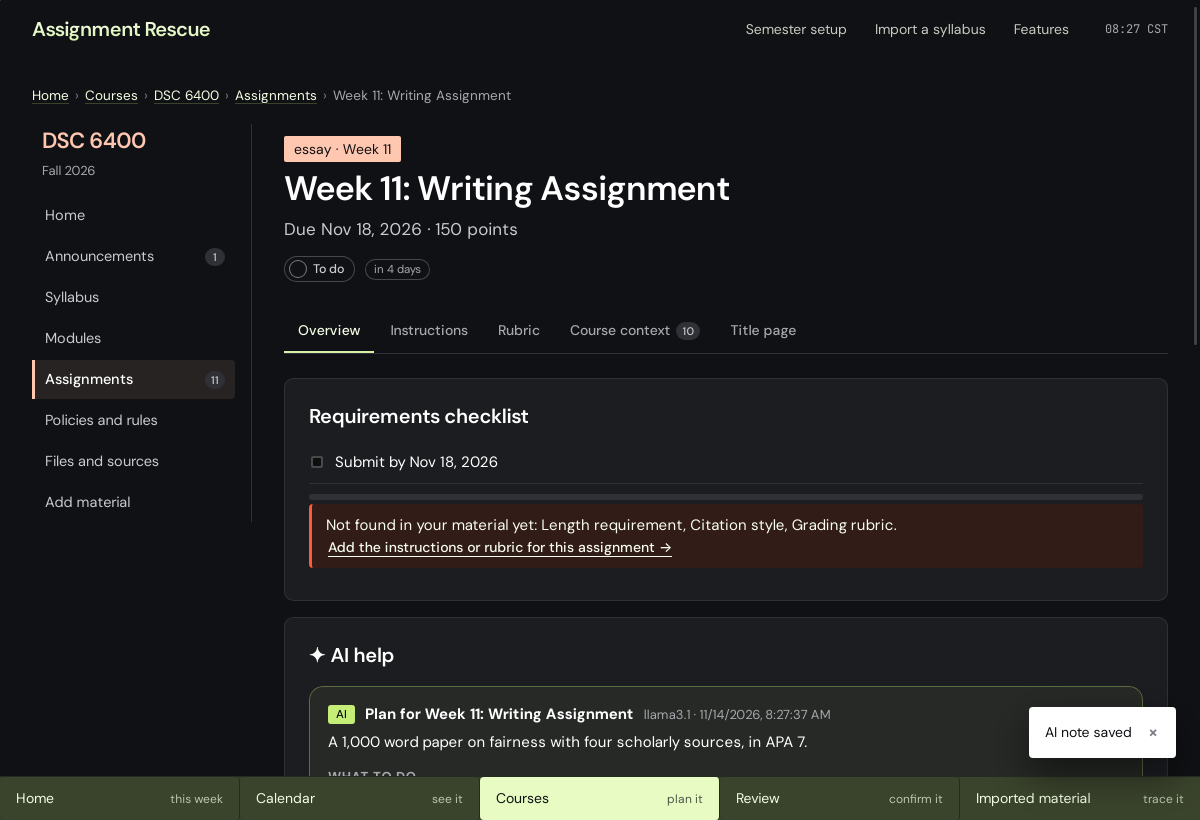 Assignment Rescue
Semester setup
Import a syllabus
Features
08:27 CST
Home › Courses › DSC 6400 › Assignments › Week 11: Writing Assignment
DSC 6400
Fall 2026
Home
Announcements 1
Syllabus
Modules
Assignments 11
Policies and rules
Files and sources
Add material
essay · Week 11
Week 11: Writing Assignment
Due Nov 18, 2026 · 150 points
To do
in 4 days
Overview
Instructions
Rubric
Course context 10
Title page
Requirements checklist
Submit by Nov 18, 2026
Not found in your material yet: Length requirement, Citation style, Grading rubric.
Add the instructions or rubric for this assignment →
✦ AI help
AI Plan for Week 11: Writing Assignment llama3.1 · 11/14/2026, 8:27:37 AM
A 1,000 word paper on fairness with four scholarly sources, in APA 7.
WHAT TO DO
AI note saved ×
Home this week
Calendar see it
Courses plan it
Review confirm it
Imported material trace it